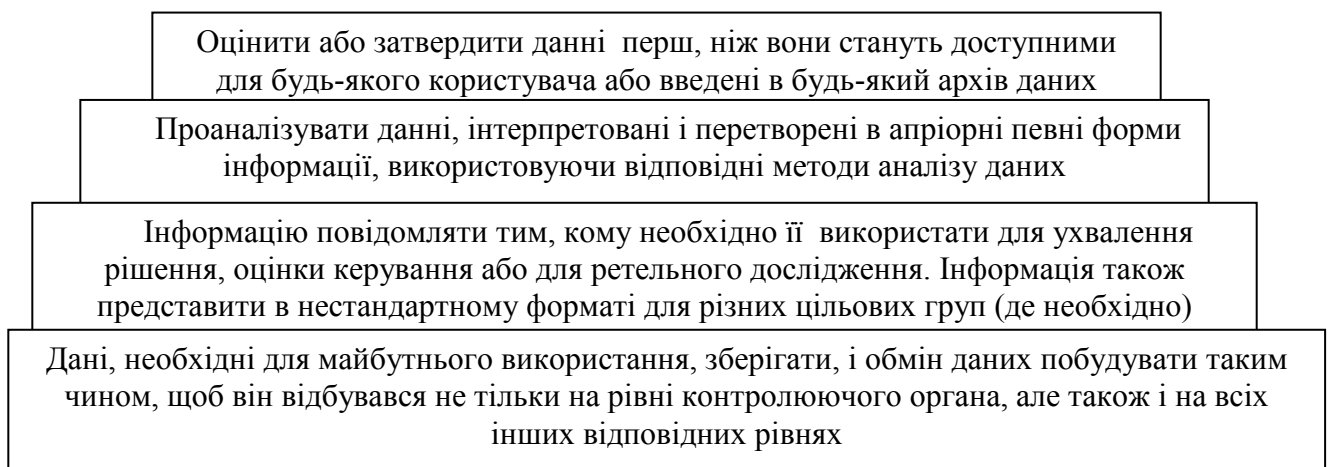 Оцінити або затвердити данні перш, ніж вони стануть доступними
для будь-якого користувача або введені в будь-який архів даних
Проаналізувати данні, інтерпретовані і перетворені в апріорні певні форми
інформації, використовуючи відповідні методи аналізу даних
Інформацію повідомляти тим, кому необхідно її використати для ухвалення
рішення, оцінки керування або для ретельного дослідження. Інформація також
представити в нестандартному форматі для різних цільових груп (де необхідно)
Дані, необхідні для майбутнього використання, зберігати, і обмін даних побудувати таким
чином, щоб він відбувався не тільки на рівні контролюючого органа, але також і на всіх
інших відповідних рівнях